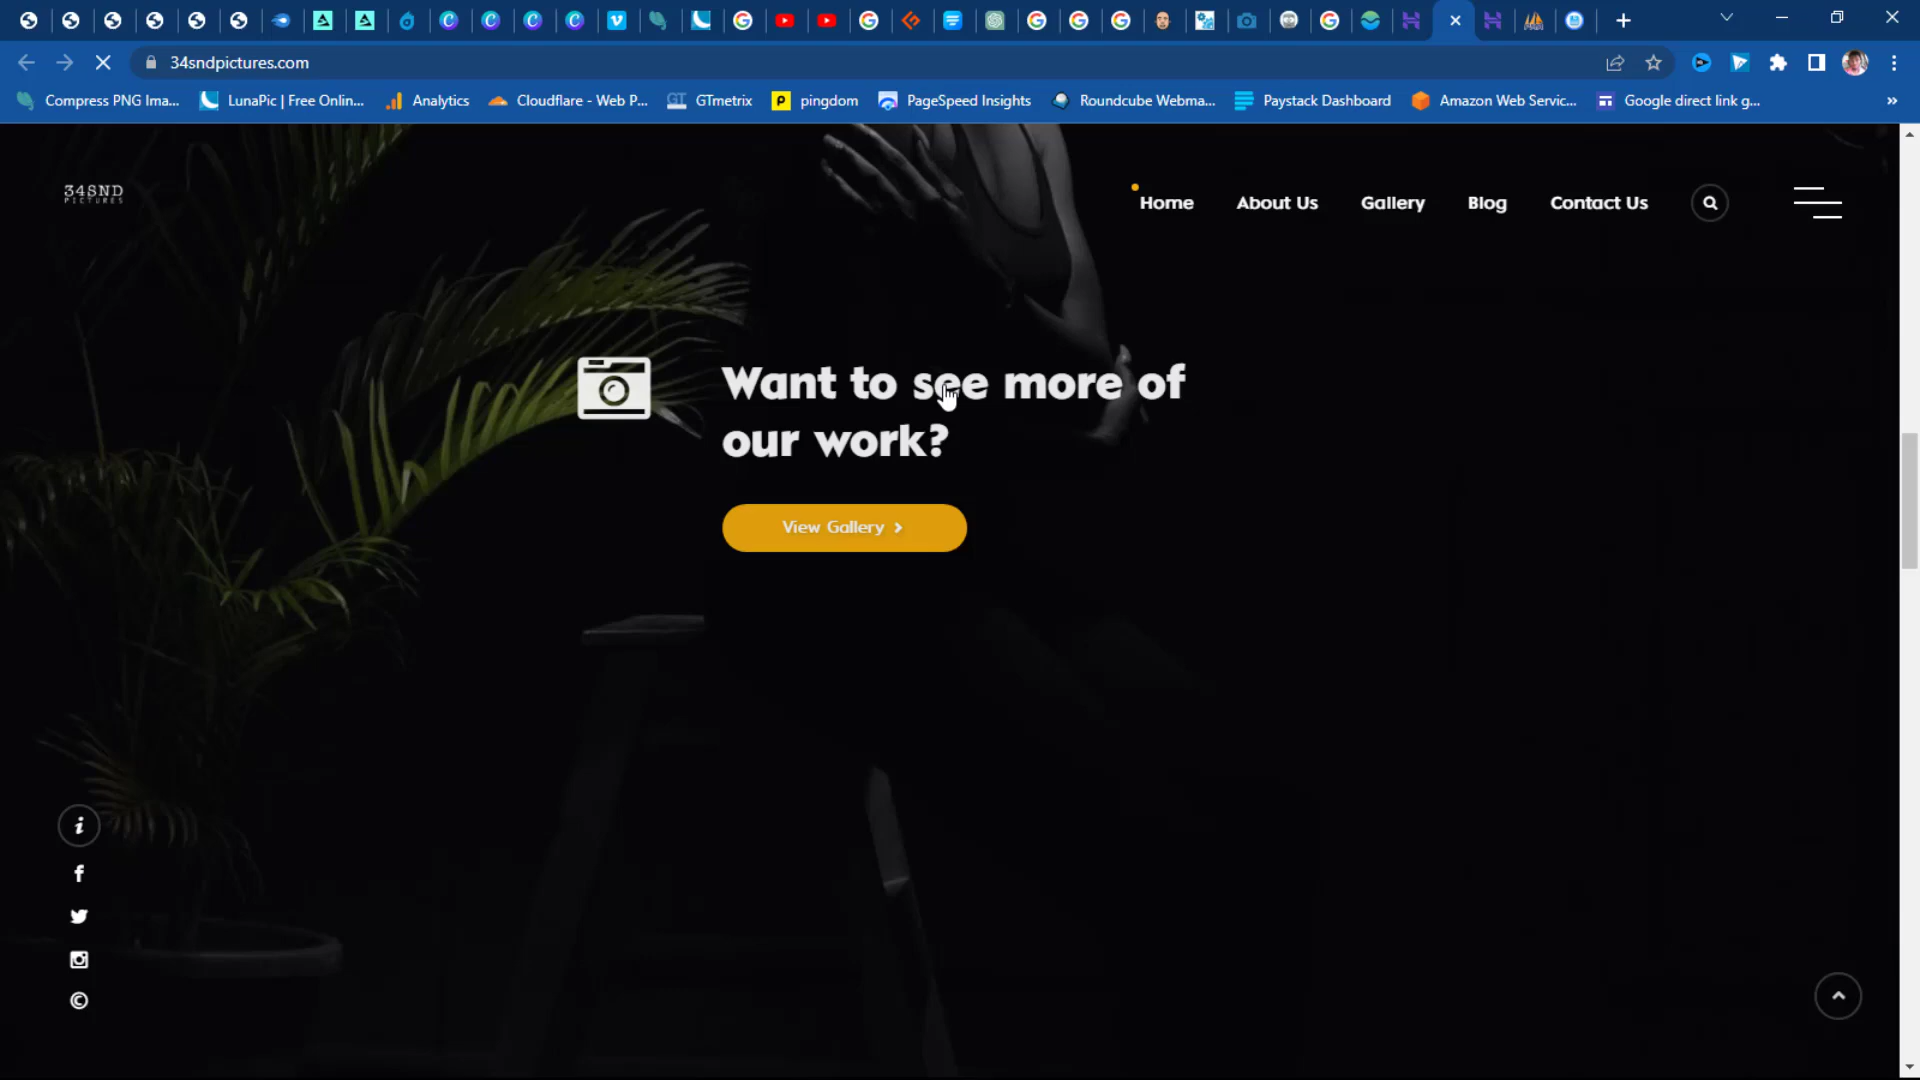 34sndpictures.com
Compress PNG Ima...
LunaPic | Free Onlin...
Analytics
Cloudflare - Web P...
GTmetrix
pingdom
PageSpeed Insights
Roundcube Webma...
Paystack Dashboard
Amazon Web Servic...
Google direct link g...
34SND
PICTURES
Home
About Us
Gallery
Blog
Contact Us
Want to see more of
our work?
View Gallery